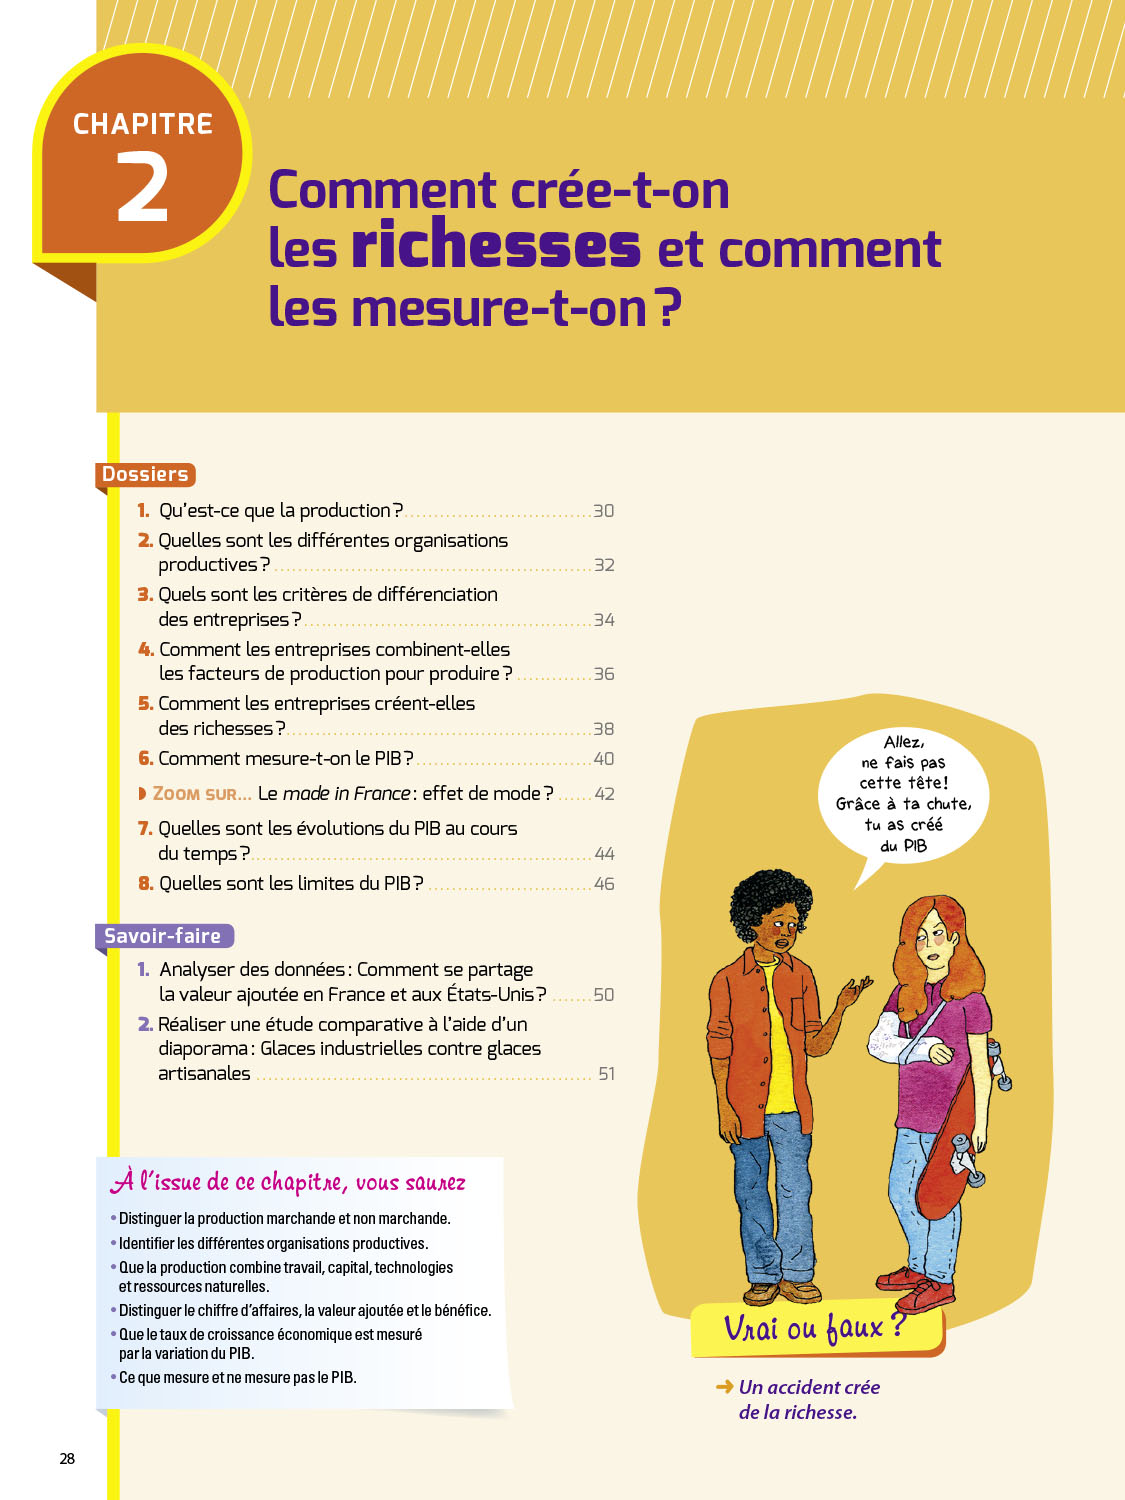 CHAPITRE
2
Comment crée-t-on
les richesses et comment
les mesure-t-on ?
Dossiers
1. Qu'est-ce que la production ? 30
2. Quelles sont les différentes organisations
productives ? 32
3. Quels sont les critères de différenciation
des entreprises ? 34
4. Comment les entreprises combinent-elles
les facteurs de production pour produire ? 36
5. Comment les entreprises créent-elles
des richesses ? 38
6. Comment mesure-t-on le PIB ? 40
ZOOM SUR... Le made in France : effet de mode ? 42
7. Quelles sont les évolutions du PIB au cours
du temps ? 44
8. Quelles sont les limites du PIB ? 46
Savoir-faire
1. Analyser des données : Comment se partage
la valeur ajoutée en France et aux États-Unis ? 50
2. Réaliser une étude comparative à l'aide d'un
diaporama : Glaces industrielles contre glaces
artisanales 51
À l'issue de ce chapitre, vous saurez
• Distinguer la production marchande et non marchande.
• Identifier les différentes organisations productives.
• Que la production combine travail, capital, technologies
et ressources naturelles.
• Distinguer le chiffre d'affaires, la valeur ajoutée et le bénéfice.
• Que le taux de croissance économique est mesuré
par la variation du PIB.
• Ce que mesure et ne mesure pas le PIB.
Allez,
ne fais pas
cette tête !
Grâce à ta chute,
tu as créé
du PIB
Vrai ou faux ?
➜ Un accident crée
de la richesse.
28